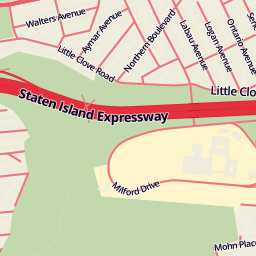 Walters Avenue
Aymar Avenue
Northern Boulevard
Labau Avenue
Logan Avenue
Ontario Avenue
Little Clove Road
Little Clo
Staten Island Expressway
Milford Drive
Mohn Place